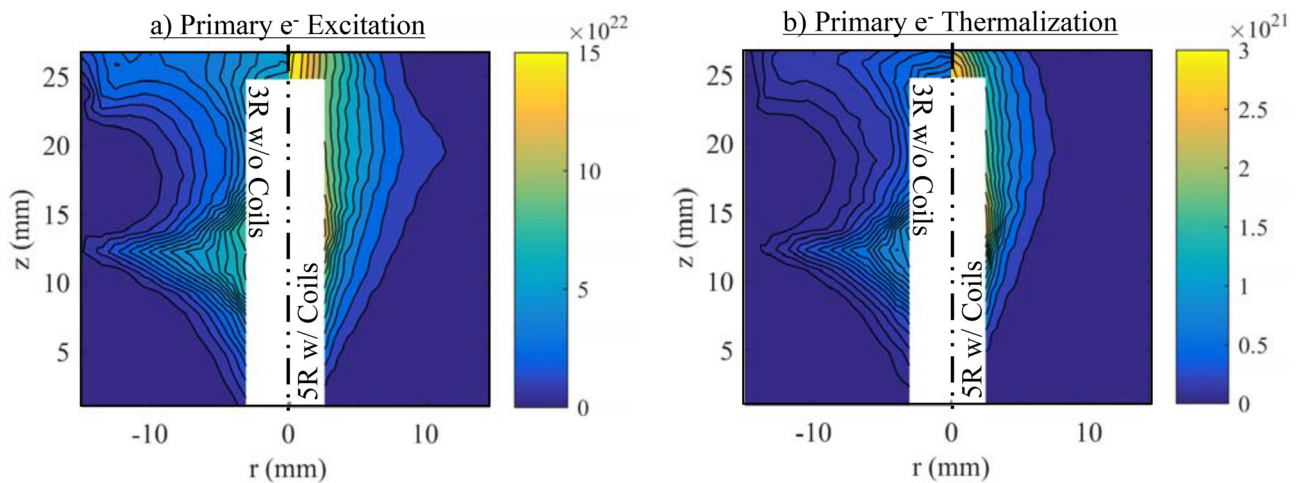 a) Primary e- Excitation
×10²²
15
10
5
0
25
20
15
10
5
z (mm)
3R w/o Coils
5R w/ Coils
-10
0
10
r (mm)
b) Primary e- Thermalization
×10²¹
3
2.5
2
1.5
1
0.5
0
25
20
15
10
5
z (mm)
3R w/o Coils
5R w/ Coils
-10
0
10
r (mm)